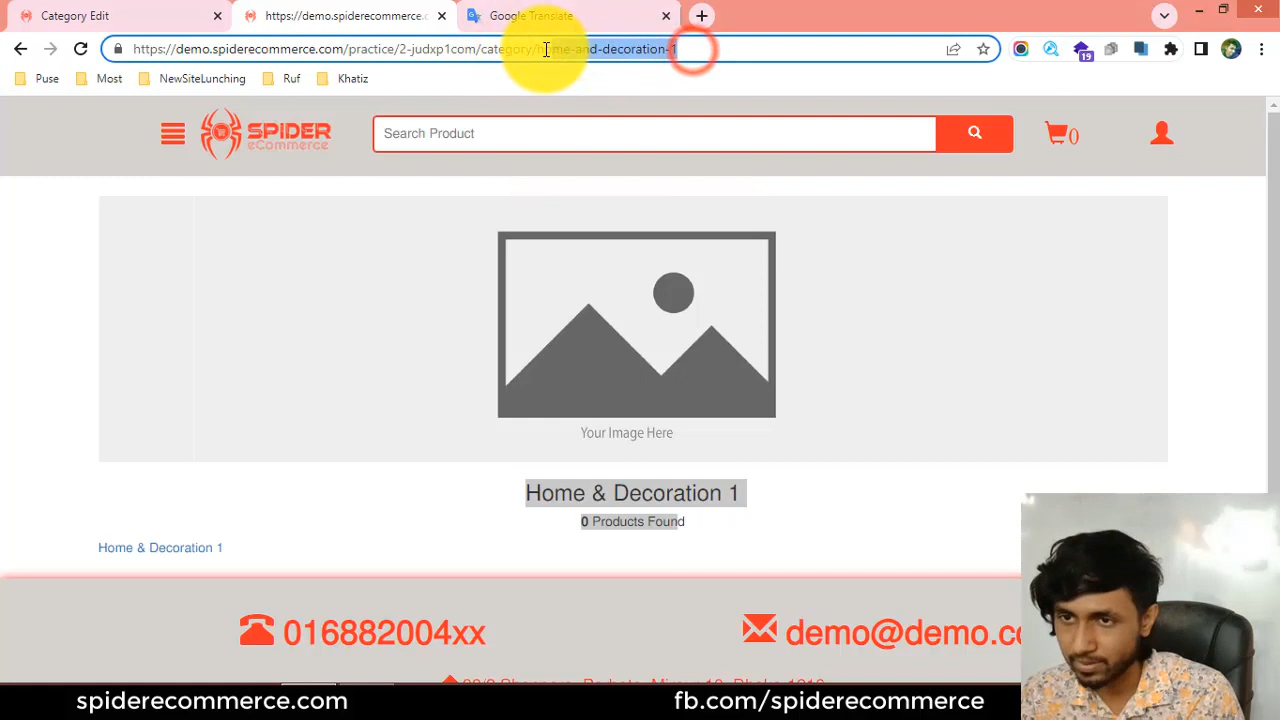 Category Edit
https://demo.spiderecommerce.c
Google Translate
https://demo.spiderecommerce.com/practice/2-judxp1com/category/home-and-decoration-1
19
Puse
Most
NewSiteLunching
Ruf
Khatiz
SPIDER
eCommerce
Search Product
0
Your Image Here
Home & Decoration 1
0 Products Found
Home & Decoration 1
016882004xx
demo@demo.co
spiderecommerce.com
fb.com/spiderecommerce